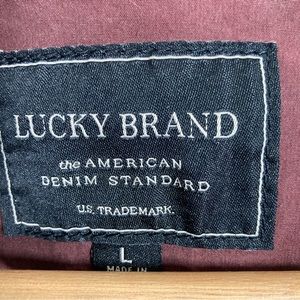 LUCKY BRAND
the AMERICAN
DENIM STANDARD
U.S. TRADEMARK.
L
MADE IN